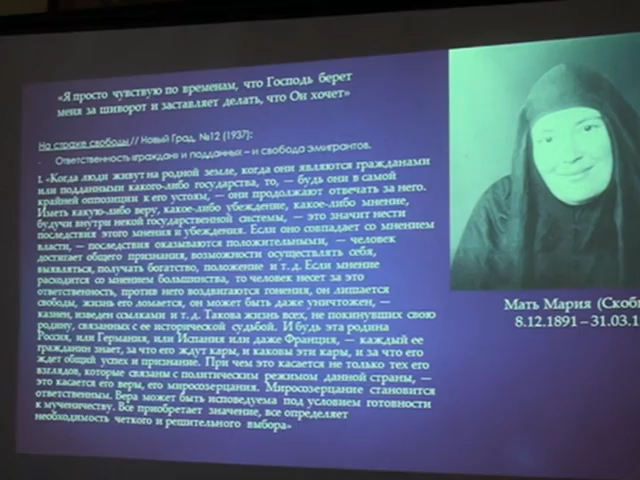 «Я просто чувствую по временам, что Господь берет
меня за шиворот и заставляет делать, что Он хочет»
На страже свободы // Новый Град, №12 (1937):
- Ответственность «граждан» и подданных – и свобода эмигрантов.
1. «Когда люди живут на родной земле, когда они являются гражданами
или подданными какого-либо государства, то, — будь они в самой
крайней оппозиции к его устоям, — они продолжают отвечать за него.
Иметь какую-либо веру, какое-либо убеждение, какое-либо мнение,
будучи внутри некой государственной системы, — это значит нести
последствия этого мнения и убеждения. Если оно совпадает со мнением
власти, — последствия оказываются положительными, — человек
достигает общего признания, возможности осуществлять себя,
выявляться, получать богатство, положение и т. д. Если мнение
расходится со мнением большинства, то человек несет за это
ответственность, против него воздвигаются гонения, он лишается
свободы, жизнь его ломается, он может быть даже уничтожен, —
казнен, изведен ссылками и т. д. Такова жизнь всех, не покинувших свою
родину, связанных с ее исторической судьбой. И будь эта родина
Россия, или Германия, или Испания или даже Франция, — каждый ее
гражданин знает, за что его ждут кары, и каковы эти кары, и за что его
ждет общий успех и признание. При чем это касается не только тех его
взглядов, которые связаны с политическим режимом данной страны, —
это касается его веры, его миросозерцания. Миросозерцание становится
ответственным. Вера может быть исповедуема под условием готовности
к мученичеству. Все приобретает значение, все определяет
необходимость четкого и решительного выбора»
Мать Мария (Скоб
8.12.1891 – 31.03.1